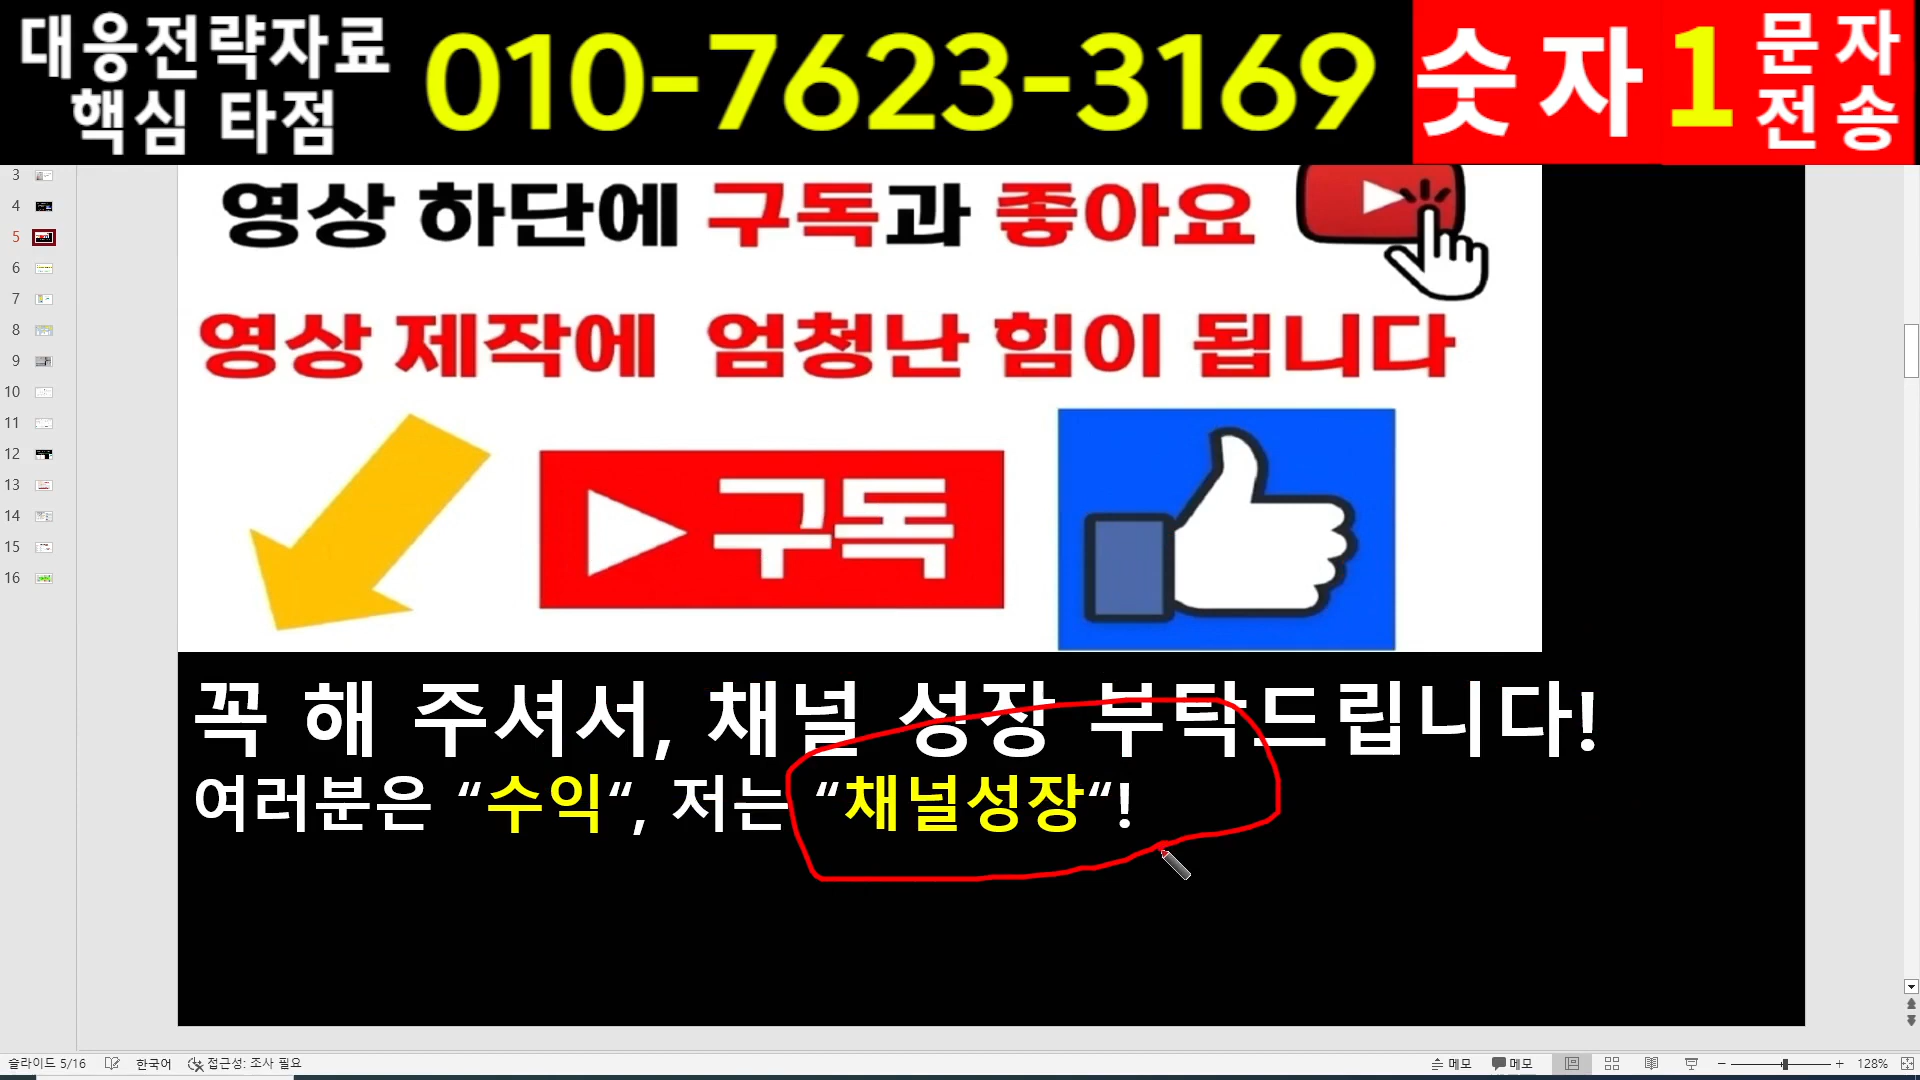 대응전략자료
핵심 타점
010-7623-3169
숫자1
문자
전송
3
4
5
6
7
8
9
10
11
12
13
14
15
16
영상 하단에 구독과 좋아요
영상 제작에 엄청난 힘이 됩니다
구독
꼭 해 주셔서, 채널 성장 부탁드립니다!
여러분은 “수익“, 저는 “채널성장“!
슬라이드 5/16 한국어 접근성: 조사 필요 메모 메모 128%